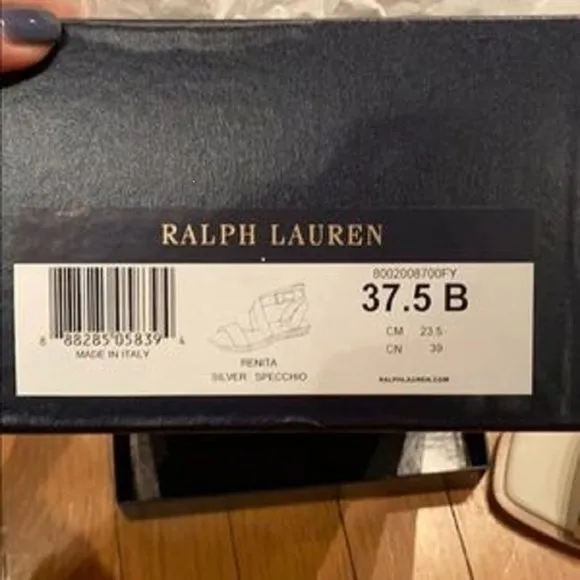 RALPH LAUREN
8 88285 05839 4
MADE IN ITALY
RENITA
SILVER SPECCHIO
8002008700FY
37.5 B
CM 23.5
CN 39
RALPHLAUREN.COM